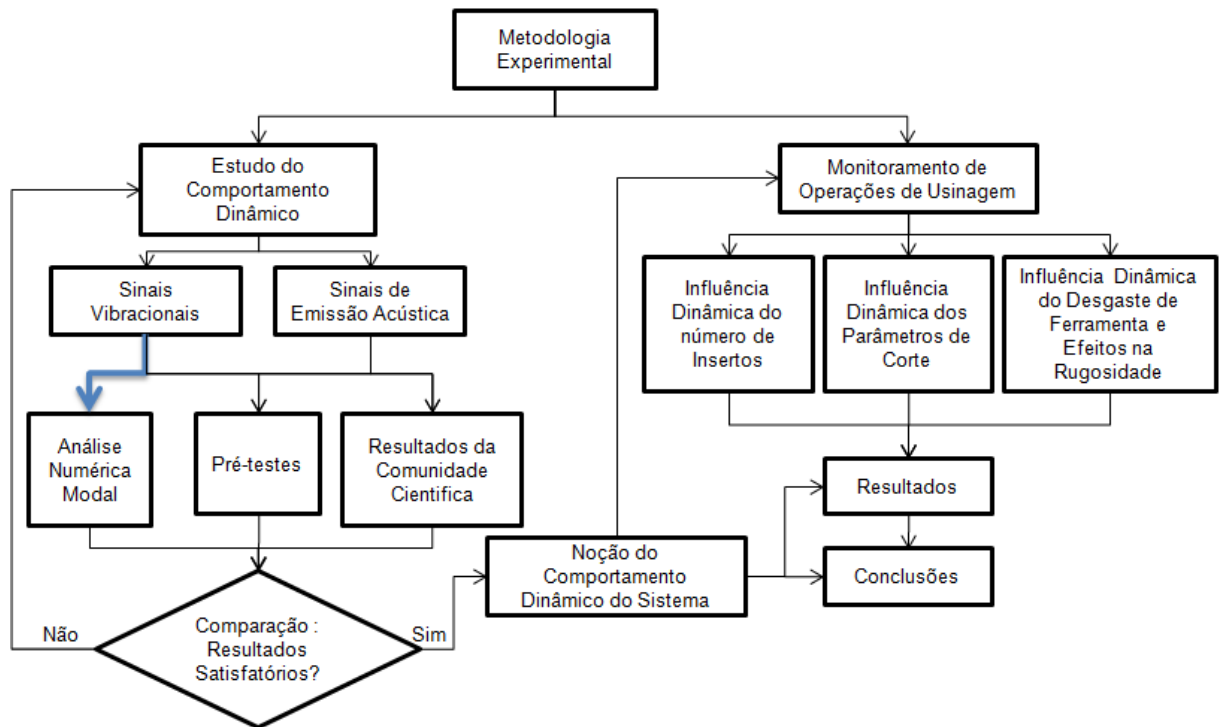 Metodologia
Experimental
Estudo do
Comportamento
Dinâmico
Monitoramento de
Operações de Usinagem
Sinais
Vibracionais
Sinais de
Emissão Acústica
Influência
Dinâmica do
número de
Insertos
Influência
Dinâmica dos
Parâmetros de
Corte
Influência Dinâmica
do Desgaste de
Ferramenta e
Efeitos na
Rugosidade
Análise
Numérica
Modal
Pré-testes
Resultados da
Comunidade
Cientifica
Resultados
Noção do
Comportamento
Dinâmico do Sistema
Conclusões
Não
Comparação :
Resultados
Satisfatórios?
Sim